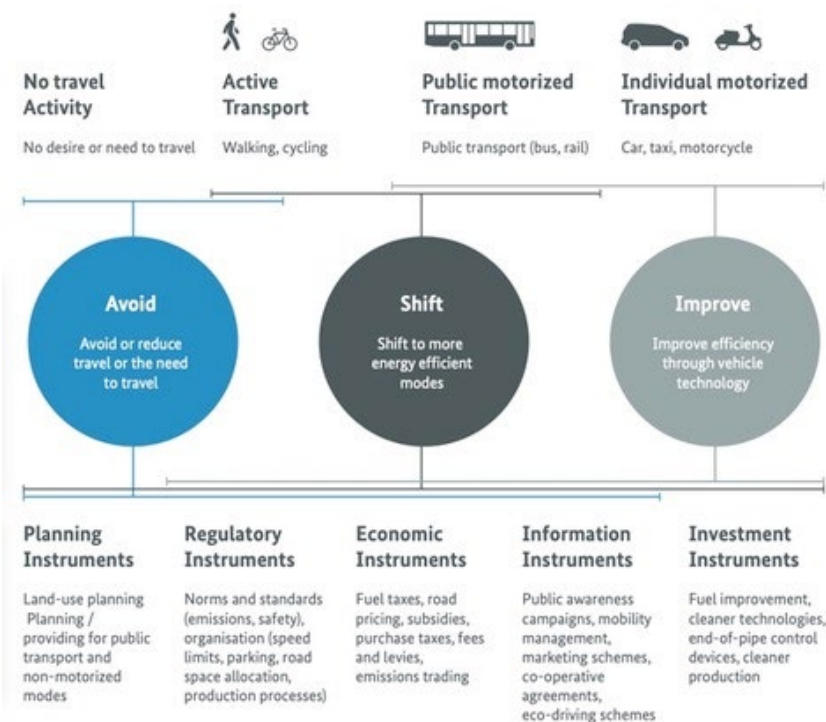 No travel
Activity
No desire or need to travel
Active
Transport
Walking, cycling
Public motorized
Transport
Public transport (bus, rail)
Individual motorized
Transport
Car, taxi, motorcycle
Avoid
Avoid or reduce
travel or the need
to travel
Shift
Shift to more
energy efficient
modes
Improve
Improve efficiency
through vehicle
technology
Planning
Instruments
Land-use planning
Planning /
providing for public
transport and
non-motorized
modes
Regulatory
Instruments
Norms and standards
(emissions, safety),
organisation (speed
limits, parking, road
space allocation,
production processes)
Economic
Instruments
Fuel taxes, road
pricing, subsidies,
purchase taxes, fees
and levies,
emissions trading
Information
Instruments
Public awareness
campaigns, mobility
management,
marketing schemes,
co-operative
agreements,
eco-driving schemes
Investment
Instruments
Fuel improvement,
cleaner technologies,
end-of-pipe control
devices, cleaner
production